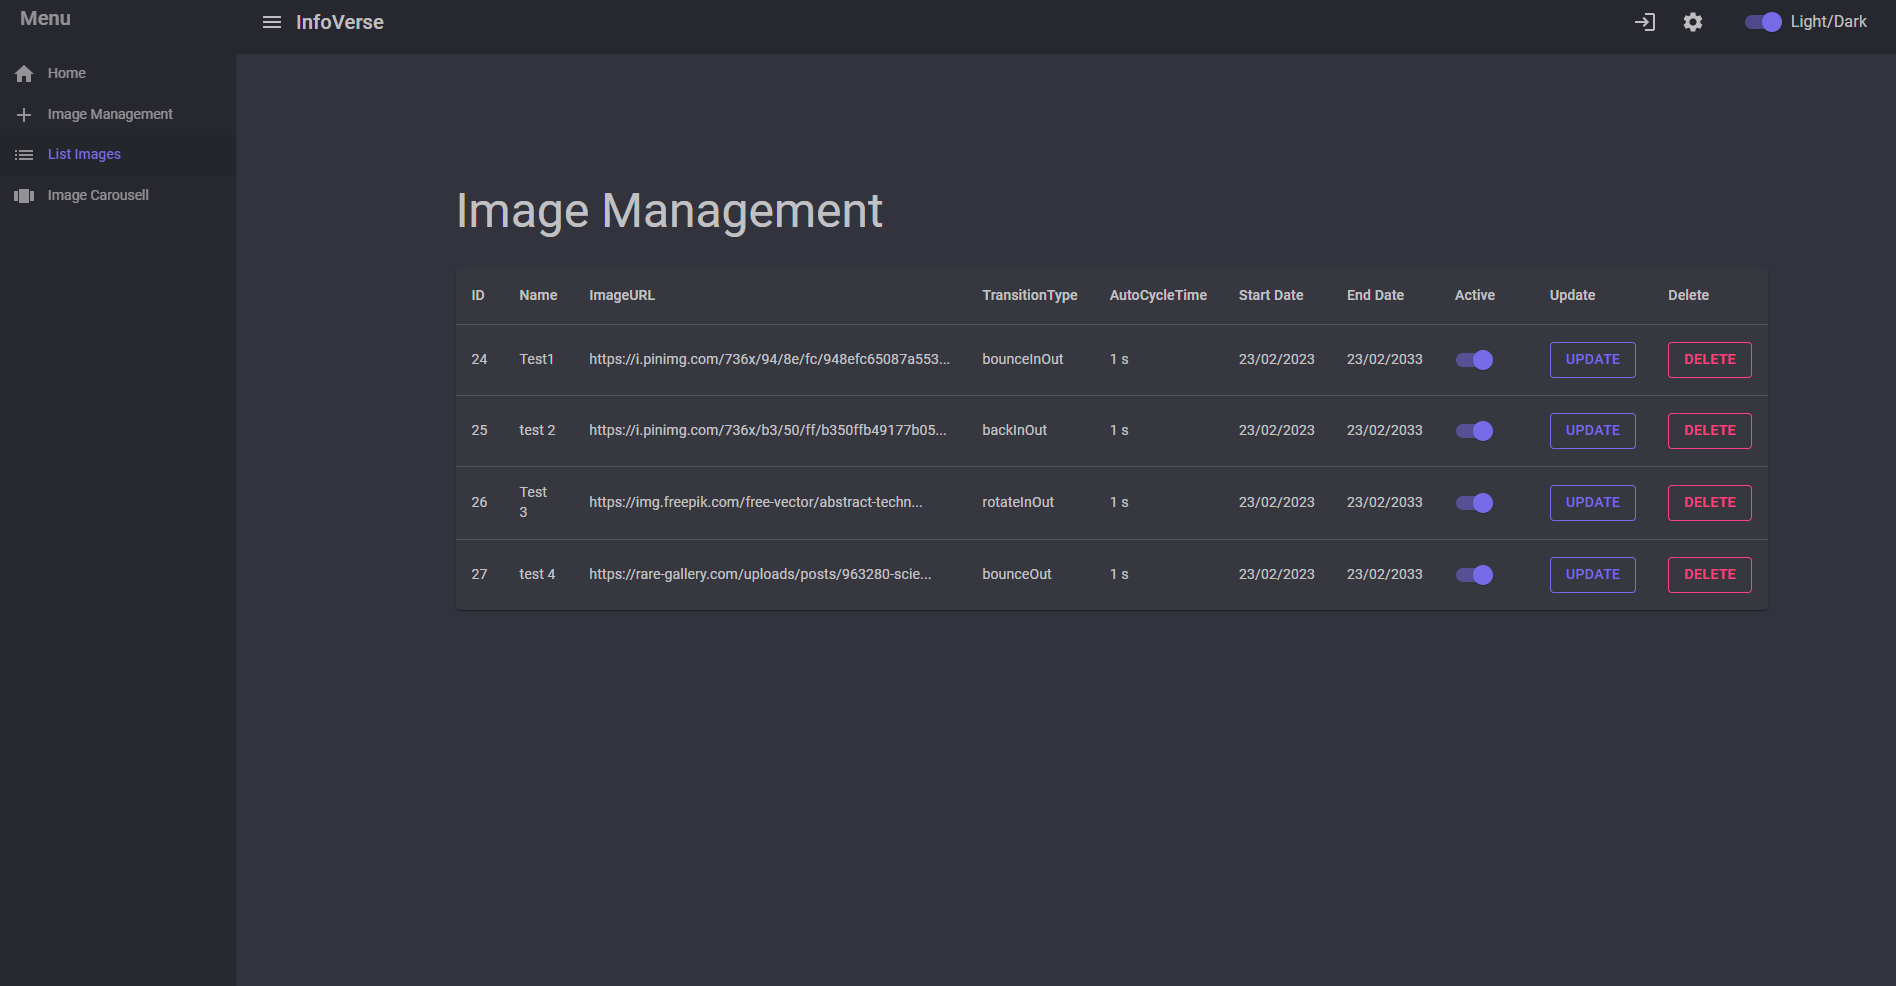 Menu
InfoVerse
Light/Dark
Home
Image Management
List Images
Image Carousell
Image Management
ID Name ImageURL TransitionType AutoCycleTime Start Date End Date Active Update Delete
24 Test1 https://i.pinimg.com/736x/94/8e/fc/948efc65087a553... bounceInOut 1 s 23/02/2023 23/02/2033 UPDATE DELETE
25 test 2 https://i.pinimg.com/736x/b3/50/ff/b350ffb49177b05... backInOut 1 s 23/02/2023 23/02/2033 UPDATE DELETE
26 Test 3 https://img.freepik.com/free-vector/abstract-techn... rotateInOut 1 s 23/02/2023 23/02/2033 UPDATE DELETE
27 test 4 https://rare-gallery.com/uploads/posts/963280-scie... bounceOut 1 s 23/02/2023 23/02/2033 UPDATE DELETE